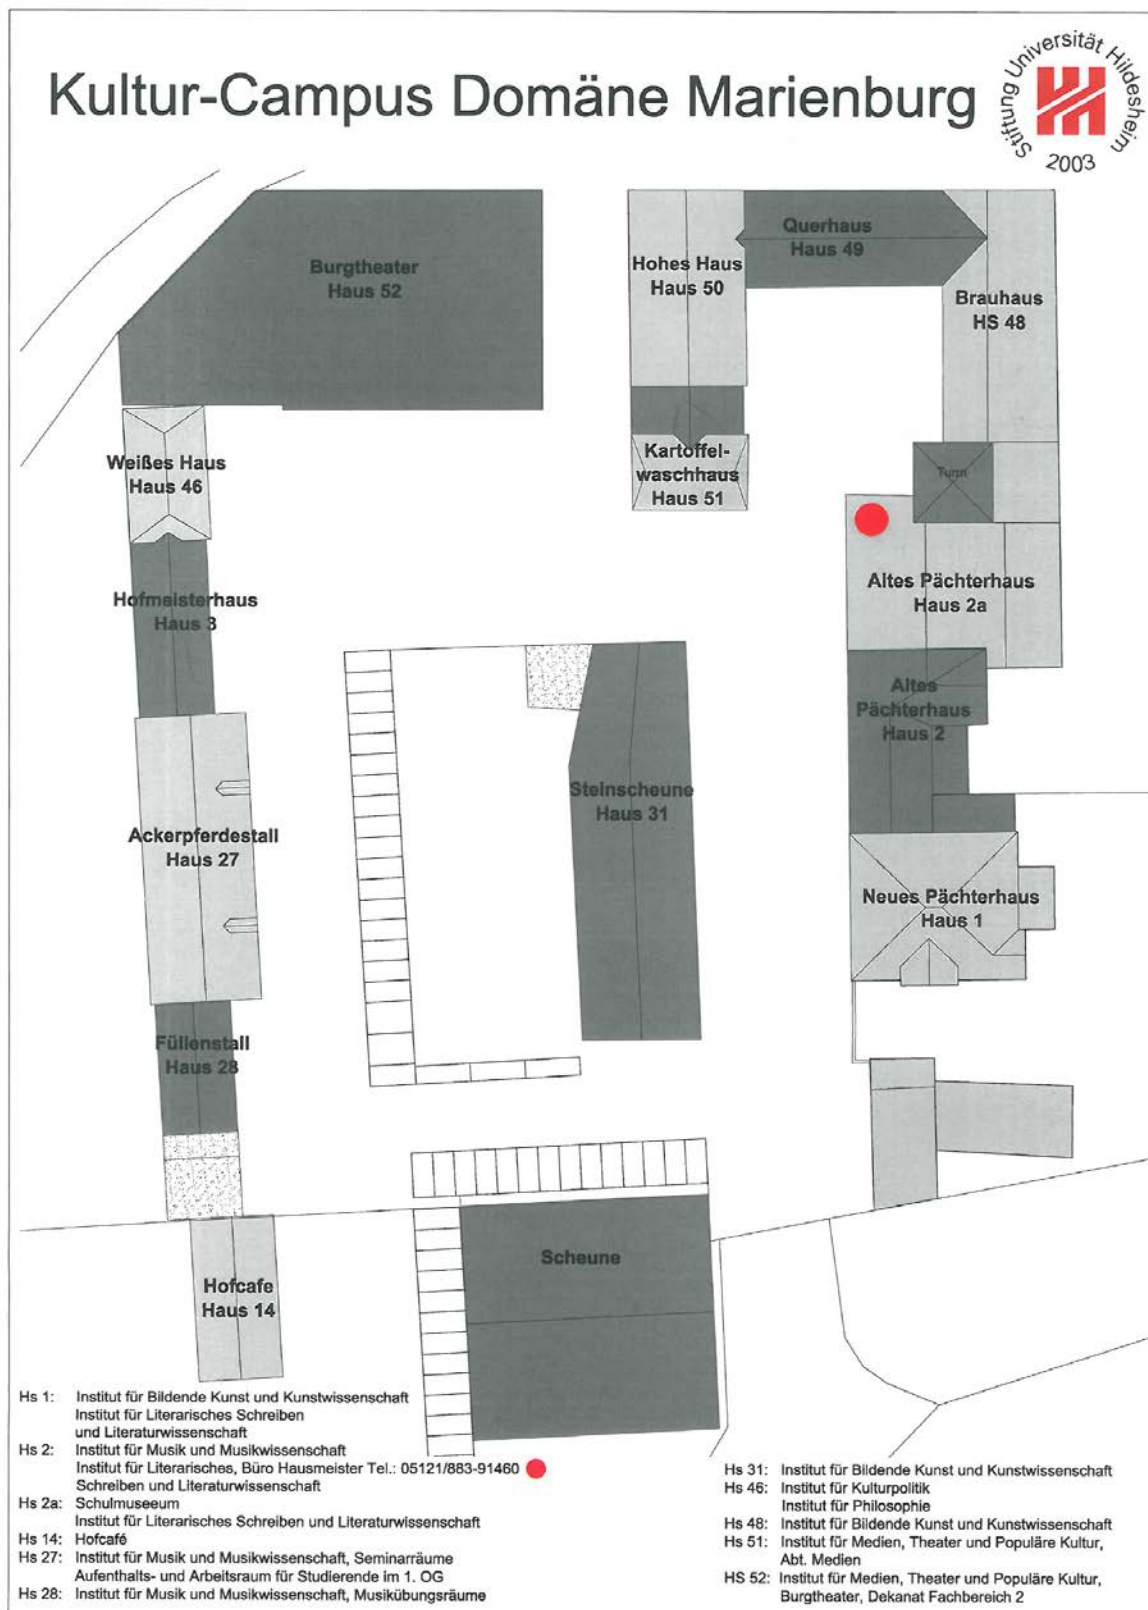 Kultur-Campus Domäne Marienburg
Stiftung Universität Hildesheim
2003
Burgtheater
Haus 52
Hohes Haus
Haus 50
Querhaus
Haus 49
Brauhaus
HS 48
Weißes Haus
Haus 46
Kartoffel-
waschhaus
Haus 51
Turm
Hofmeisterhaus
Haus 3
Altes Pächterhaus
Haus 2a
Altes
Pächterhaus
Haus 2
Steinscheune
Haus 31
Ackerpferdestall
Haus 27
Neues Pächterhaus
Haus 1
Füllenstall
Haus 28
Scheune
Hofcafe
Haus 14
Hs 1: Institut für Bildende Kunst und Kunstwissenschaft
Institut für Literarisches Schreiben
und Literaturwissenschaft
Hs 2: Institut für Musik und Musikwissenschaft
Institut für Literarisches, Büro Hausmeister Tel.: 05121/883-91460
Schreiben und Literaturwissenschaft
Hs 2a: Schulmuseeum
Institut für Literarisches Schreiben und Literaturwissenschaft
Hs 14: Hofcafé
Hs 27: Institut für Musik und Musikwissenschaft, Seminarräume
Aufenthalts- und Arbeitsraum für Studierende im 1. OG
Hs 28: Institut für Musik und Musikwissenschaft, Musikübungsräume
Hs 31: Institut für Bildende Kunst und Kunstwissenschaft
Hs 46: Institut für Kulturpolitik
Institut für Philosophie
Hs 48: Institut für Bildende Kunst und Kunstwissenschaft
Hs 51: Institut für Medien, Theater und Populäre Kultur,
Abt. Medien
HS 52: Institut für Medien, Theater und Populäre Kultur,
Burgtheater, Dekanat Fachbereich 2